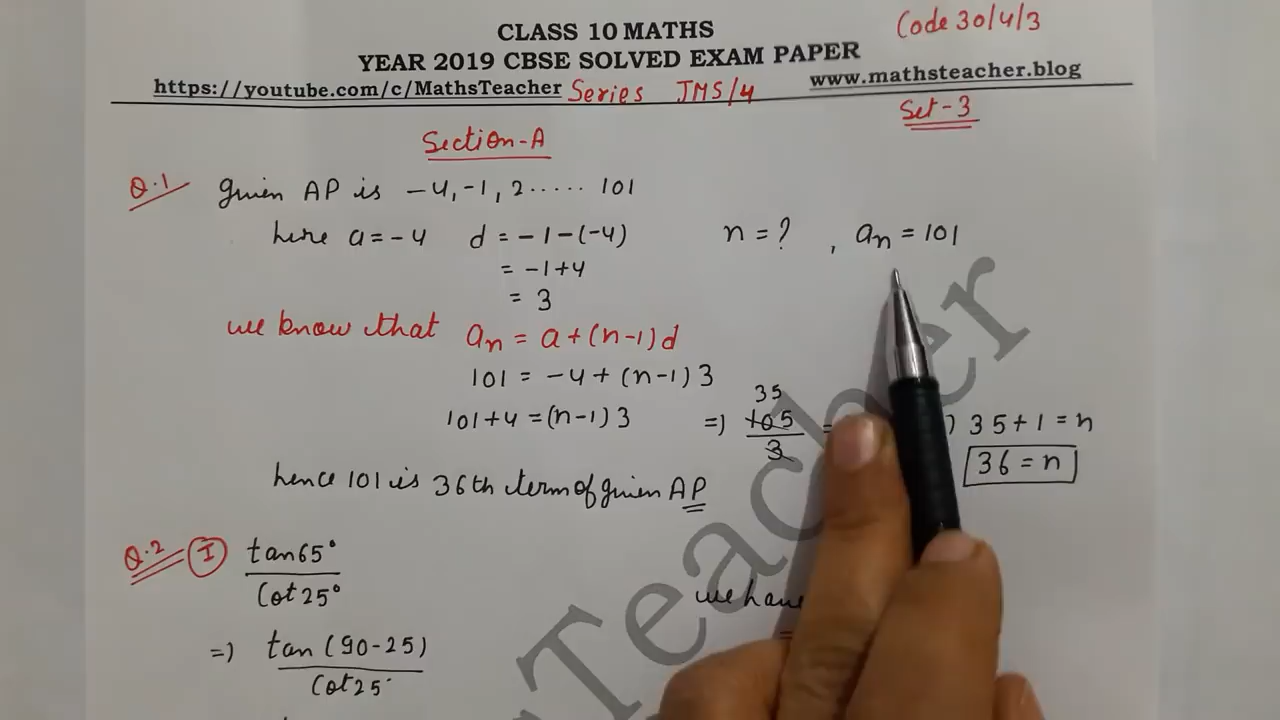 CLASS 10 MATHS
Code 30/4/3
YEAR 2019 CBSE SOLVED EXAM PAPER
https://youtube.com/c/MathsTeacher Series JMS/4 www.mathsteacher.blog
Set-3
Section-A
Q.1 given AP is -4, -1, 2 ..... 101
here a = -4 d = -1-(-4) n = ? , an = 101
= -1+4
= 3
we know that an = a+(n-1)d
101 = -4 + (n-1) 3
101+4 = (n-1) 3 =) 105/3 35 = ) 35+1 = n
36 = n
hence 101 is 36th term of given AP
Q.2 I tan65°/Cot25°
we have
=) tan (90-25)/Cot25° =
Teacher